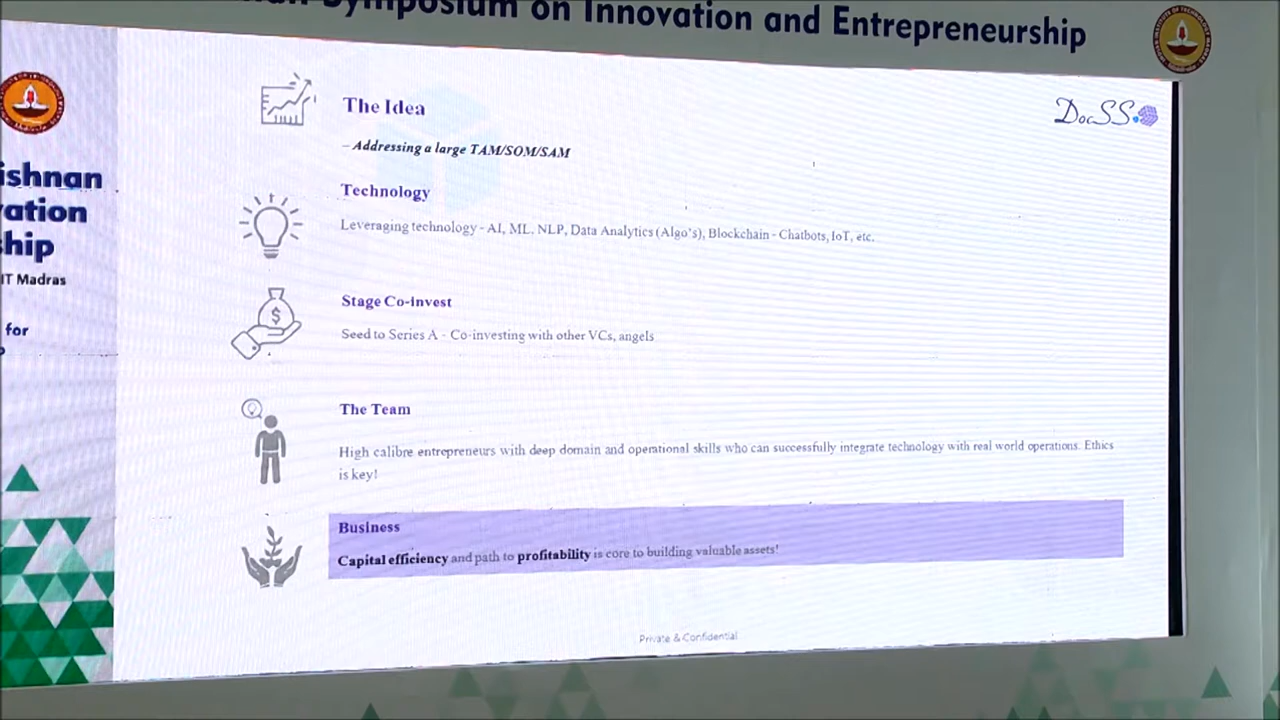 Symposium on Innovation and Entrepreneurship
ishnan
vation
hip
IT Madras
for
The Idea
– Addressing a large TAM/SOM/SAM
DocSS.
Technology
Leveraging technology - AI, ML, NLP, Data Analytics (Algo's), Blockchain - Chatbots, IoT, etc.
Stage Co-invest
Seed to Series A - Co-investing with other VCs, angels
The Team
High calibre entrepreneurs with deep domain and operational skills who can successfully integrate technology with real world operations. Ethics
is key!
Business
Capital efficiency and path to profitability is core to building valuable assets!
Private & Confidential